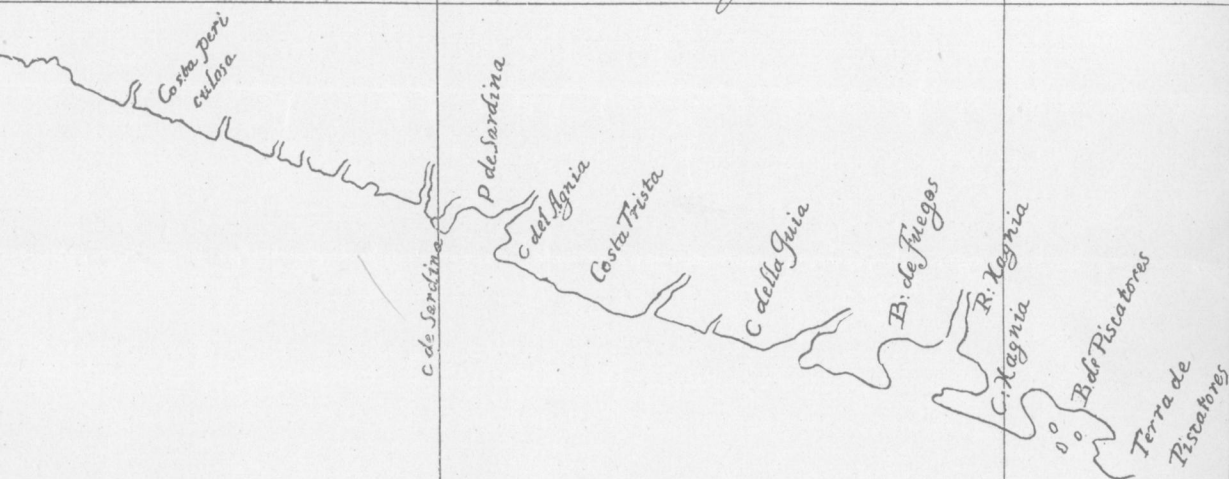 Costa peri
culosa
c de Sardina
P de Sardina
C del Agnia
Costa Trista
C della guia
B: de Fuegos
R: Hagnia
C: Hagnia
B. de Piscatores
Terra de
Piscatores